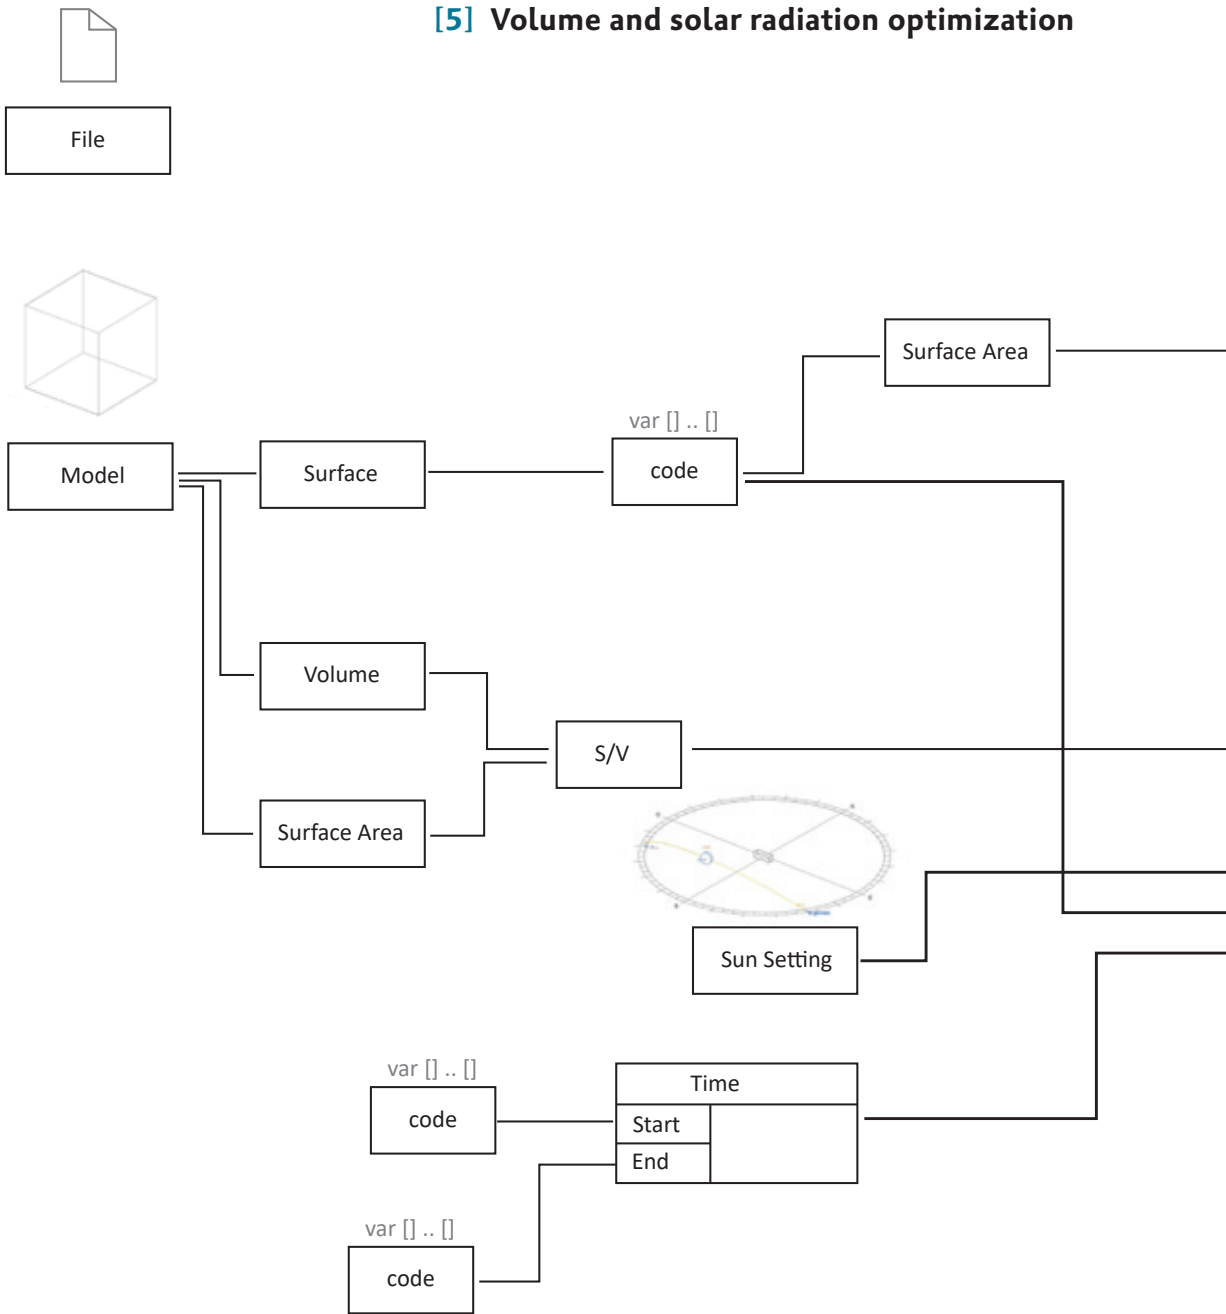 [5] Volume and solar radiation optimization
File
Surface Area
var [] .. []
Model
Surface
code
Volume
S/V
Surface Area
Sun Setting
var [] .. []
Time
code
Start
End
var [] .. []
code